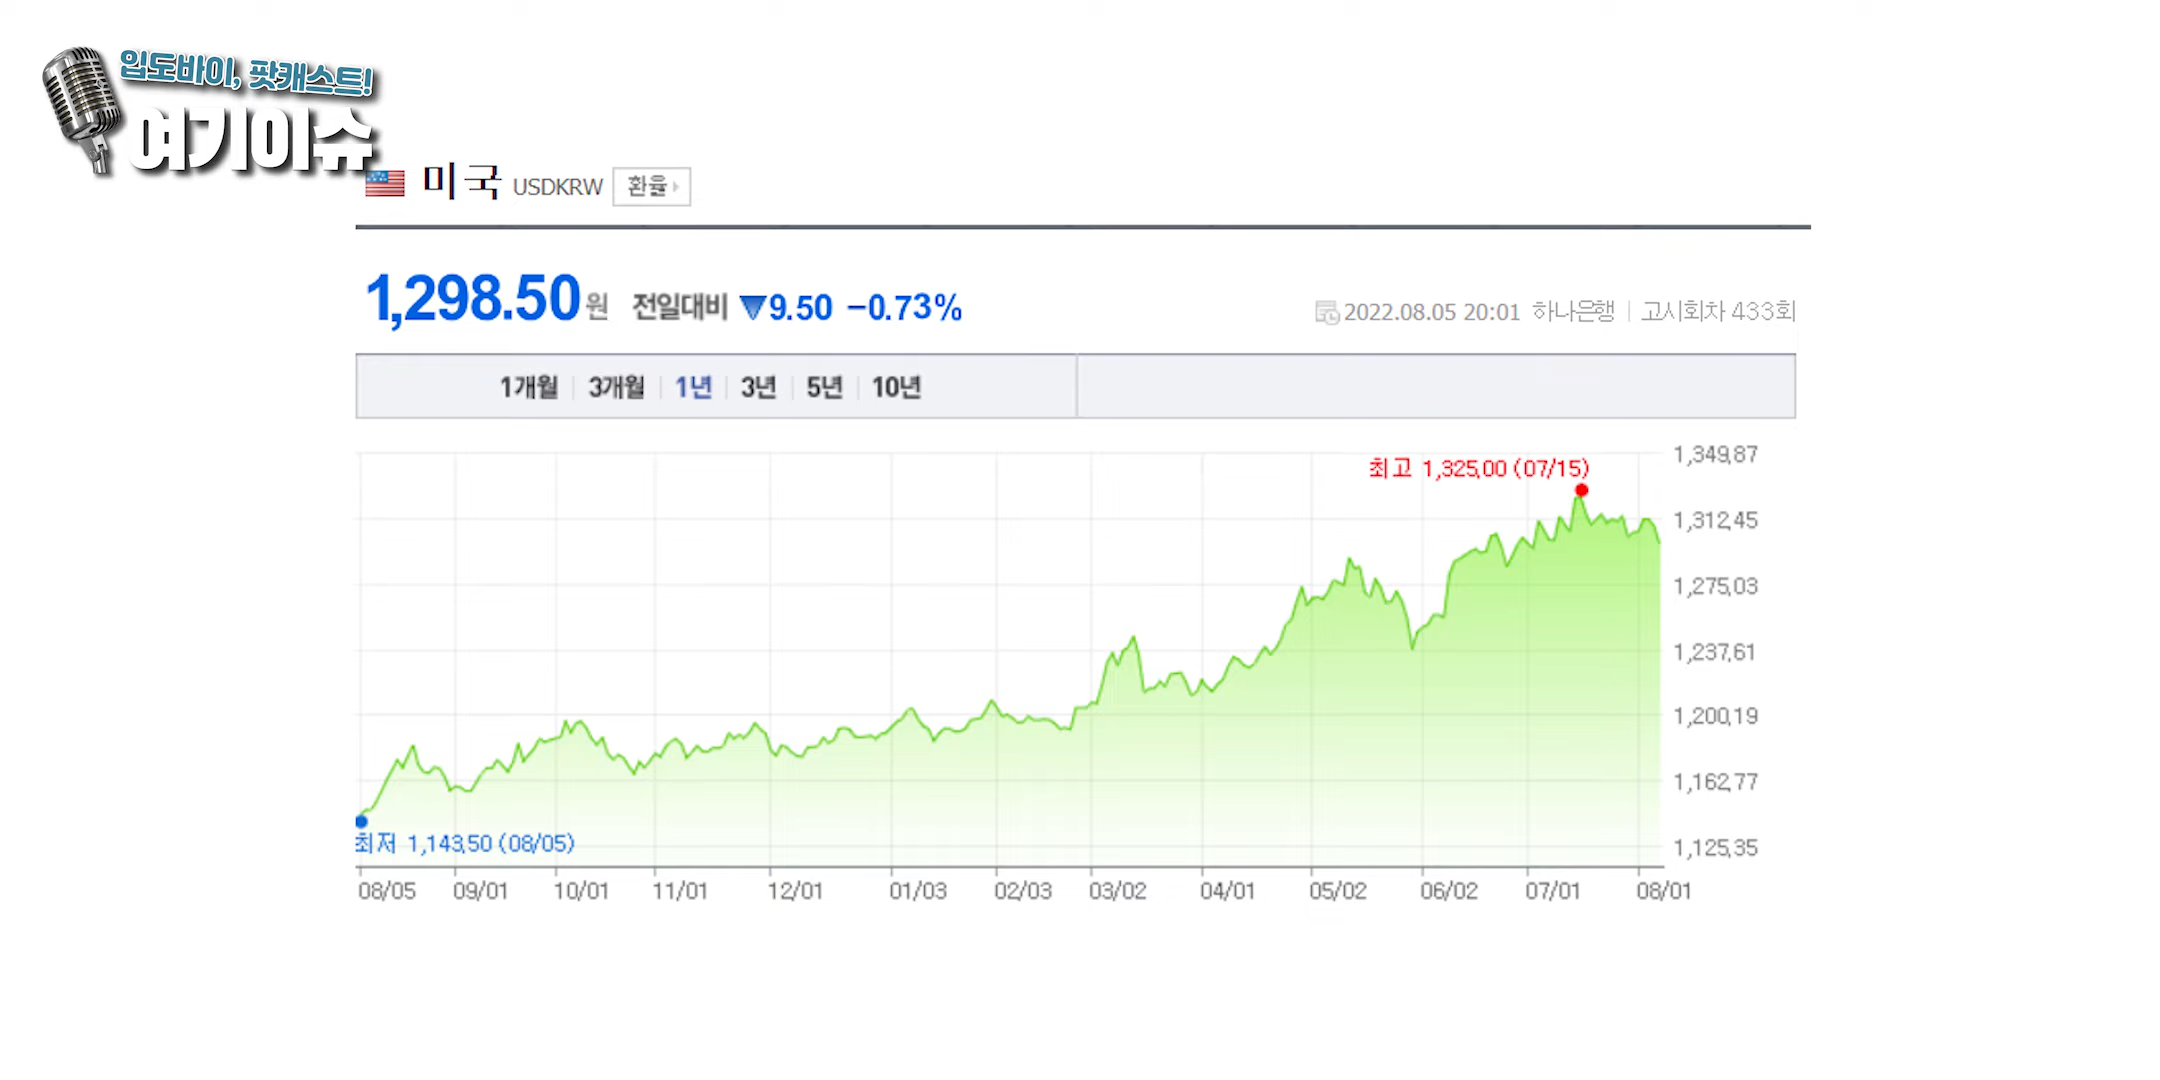 입도바이, 팟캐스트!
여기이슈
미국 USDKRW 환율
1,298.50원 전일대비 ▼9.50 -0.73%
2022.08.05 20:01 하나은행 | 고시회차 433회
1개월 | 3개월 | 1년 | 3년 | 5년 | 10년
최고 1,325.00 (07/15)
1,349.87
1,312.45
1,275.03
1,237.61
1,200.19
1,162.77
1,125.35
최저 1,143.50 (08/05)
08/05 09/01 10/01 11/01 12/01 01/03 02/03 03/02 04/01 05/02 06/02 07/01 08/01